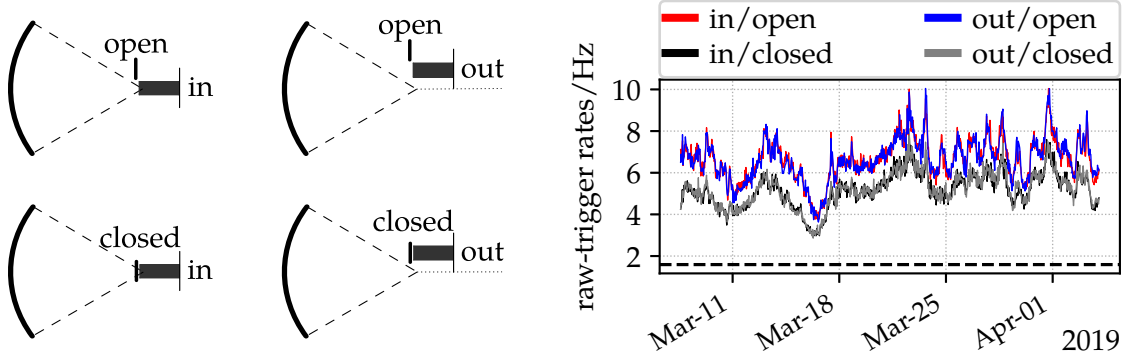 open
in
open
out
closed
in
closed
out
in/open
out/open
in/closed
out/closed
raw-trigger rates/Hz
10
8
6
4
2
Mar-11
Mar-18
Mar-25
Apr-01
2019